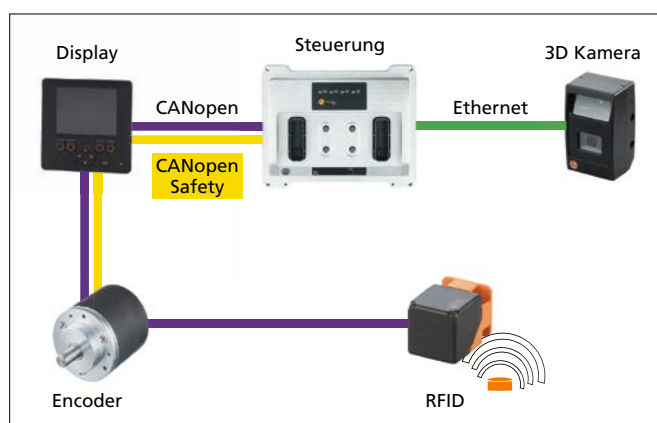 Display
Steuerung
3D Kamera
CANopen
Ethernet
CANopen
Safety
Encoder
RFID